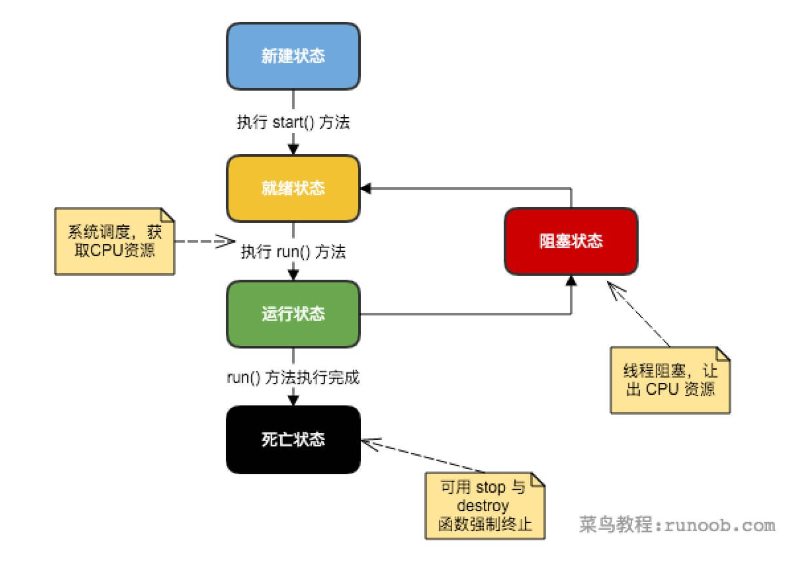 新建状态
执行 start() 方法
就绪状态
系统调度，获
取CPU资源
执行 run() 方法
阻塞状态
运行状态
线程阻塞，让
出 CPU 资源
run() 方法执行完成
死亡状态
可用 stop 与
destroy
函数强制终止
菜鸟教程:runoob.com